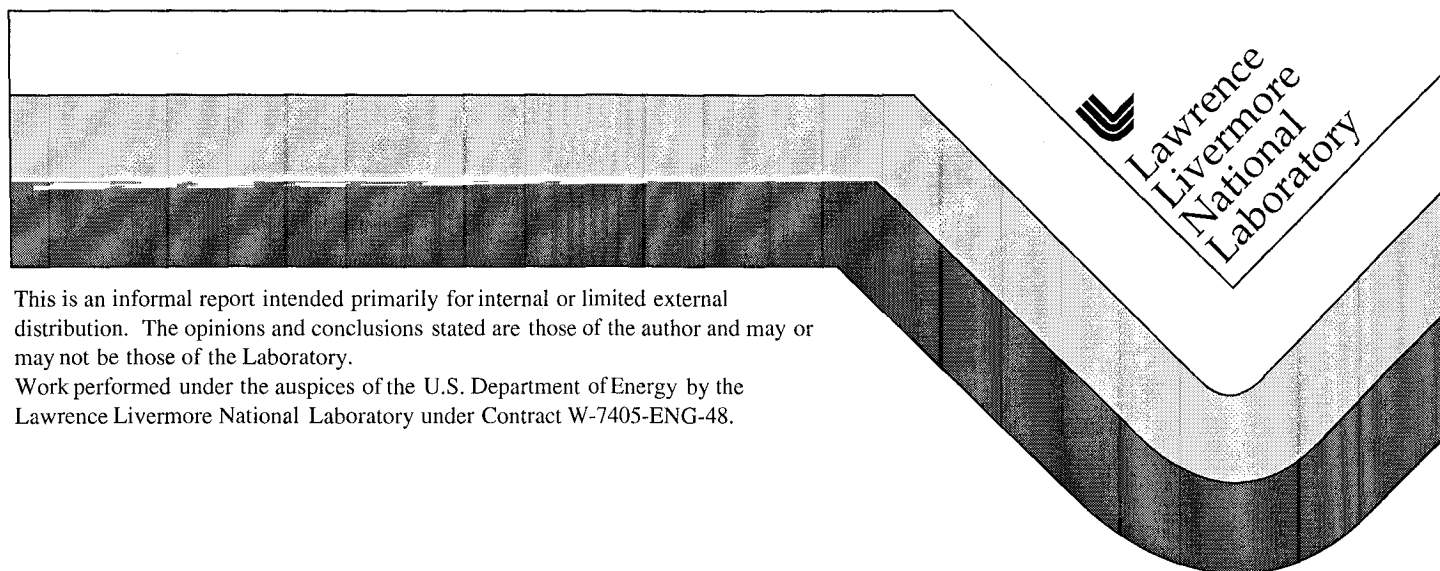 Lawrence
Livermore
National
Laboratory
This is an informal report intended primarily for internal or limited external
distribution. The opinions and conclusions stated are those of the author and may or
may not be those of the Laboratory.
Work performed under the auspices of the U.S. Department of Energy by the
Lawrence Livermore National Laboratory under Contract W-7405-ENG-48.